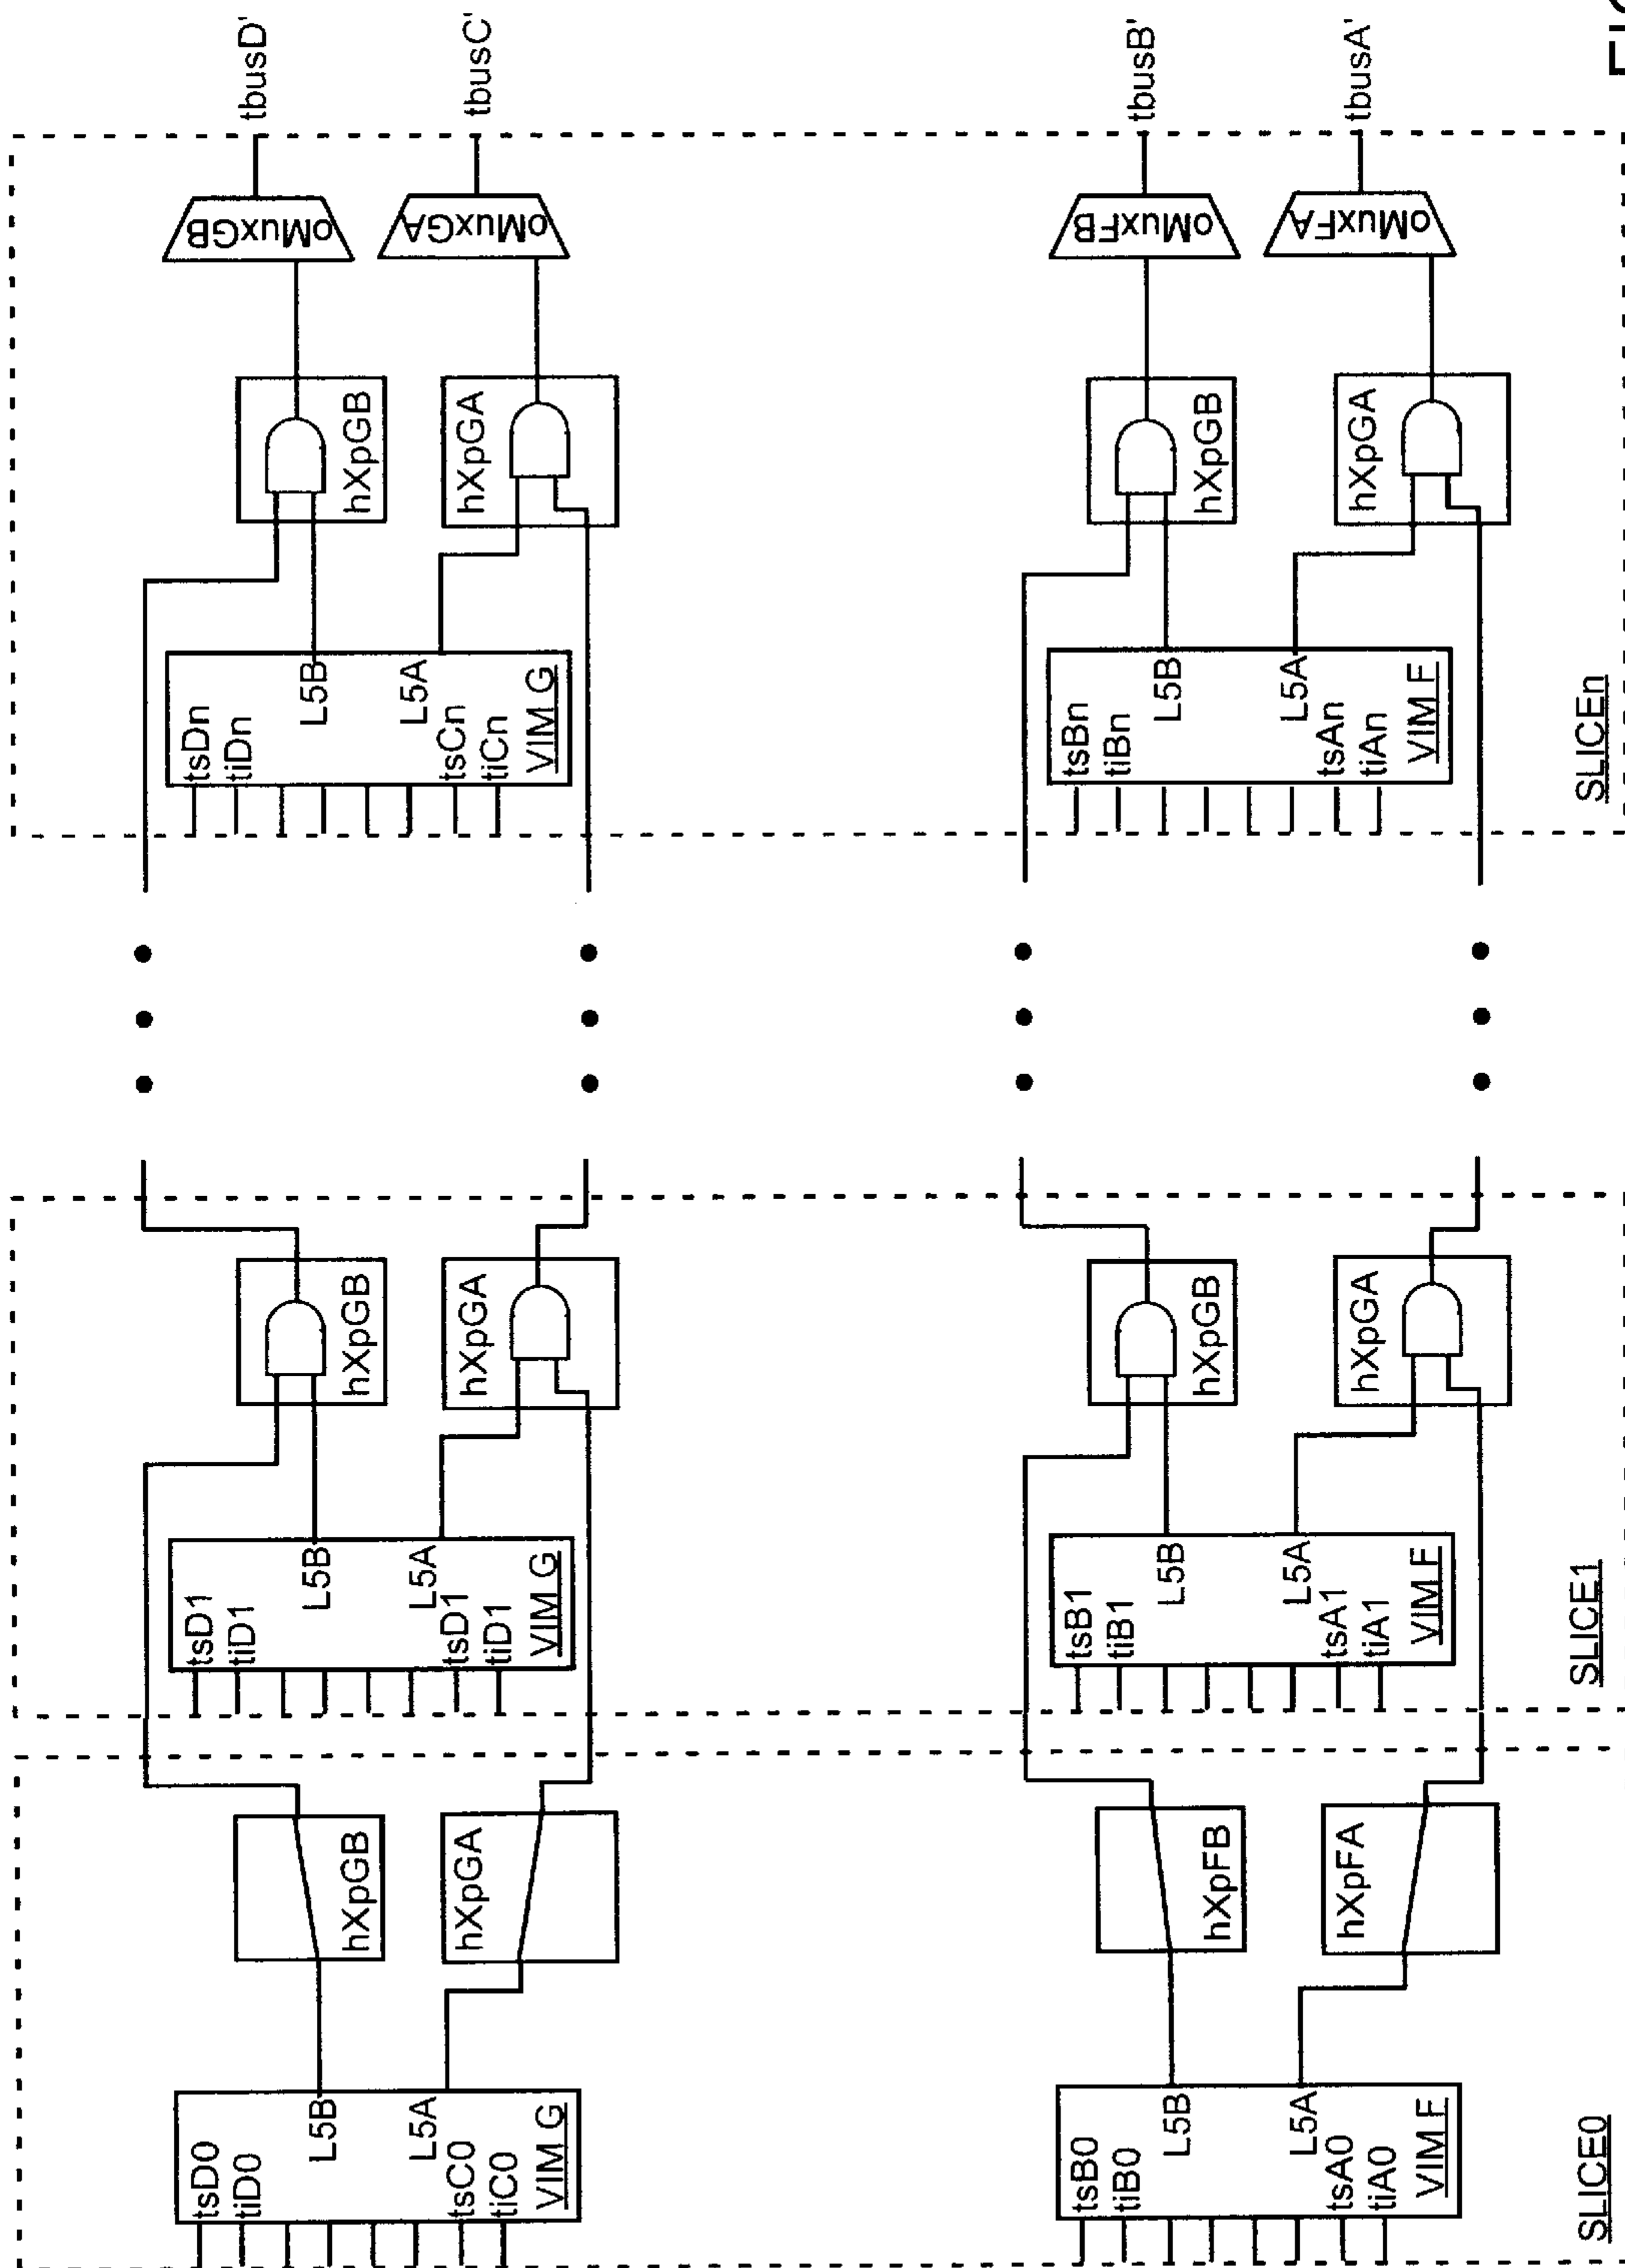 tsD0
tiD0
L5B
L5A
tsC0
tiC0
VIM G
hXpGB
hXpGA
tsB0
tiB0
L5B
L5A
tsA0
tiA0
VIM F
hXpFB
hXpFA
SLICE0
tsD1
tiD1
L5B
L5A
tsD1
tiD1
VIM G
hXpGB
hXpGA
tsB1
tiB1
L5B
L5A
tsA1
tiA1
VIM F
hXpGB
hXpGA
SLICE1
tsDn
tiDn
L5B
L5A
tsCn
tiCn
VIM G
hXpGB
hXpGA
oMuxGB
oMuxGA
tsBn
tiBn
L5B
L5A
tsAn
tiAn
VIM F
hXpGB
hXpGA
oMuxFB
oMuxFA
SLICEn
tbusD'
tbusC'
tbusB'
tbusA'